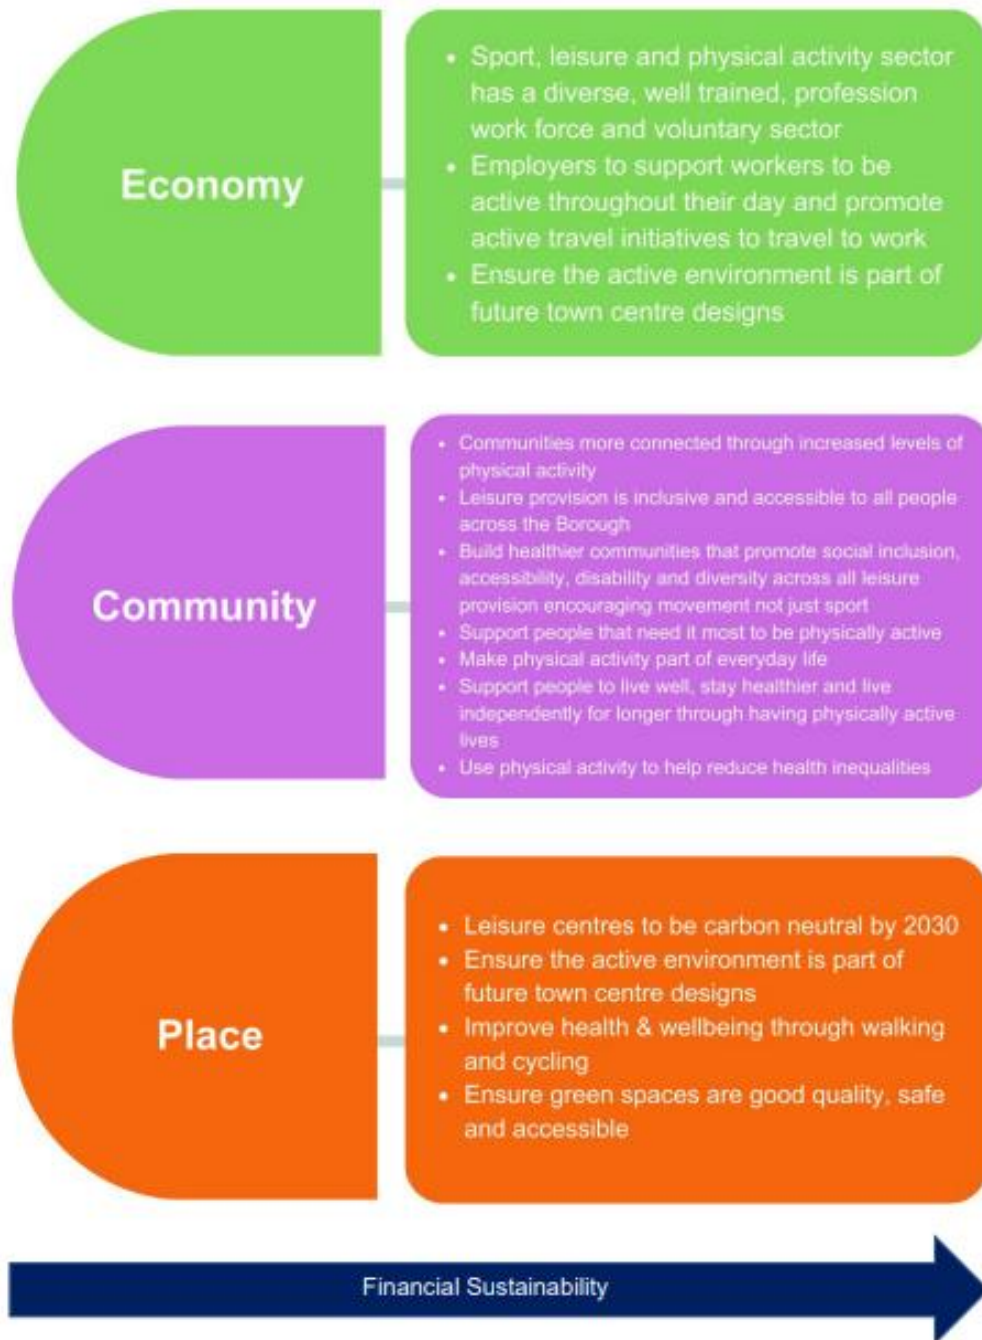 Economy
• Sport, leisure and physical activity sector
has a diverse, well trained, profession
work force and voluntary sector
• Employers to support workers to be
active throughout their day and promote
active travel initiatives to travel to work
• Ensure the active environment is part of
future town centre designs
Community
• Communities more connected through increased levels of
physical activity
• Leisure provision is inclusive and accessible to all people
across the Borough
• Build healthier communities that promote social inclusion,
accessibility, disability and diversity across all leisure
provision encouraging movement not just sport
• Support people that need it most to be physically active
• Make physical activity part of everyday life
• Support people to live well, stay healthier and live
independently for longer through having physically active
lives
• Use physical activity to help reduce health inequalities
Place
• Leisure centres to be carbon neutral by 2030
• Ensure the active environment is part of
future town centre designs
• Improve health & wellbeing through walking
and cycling
• Ensure green spaces are good quality, safe
and accessible
Financial Sustainability